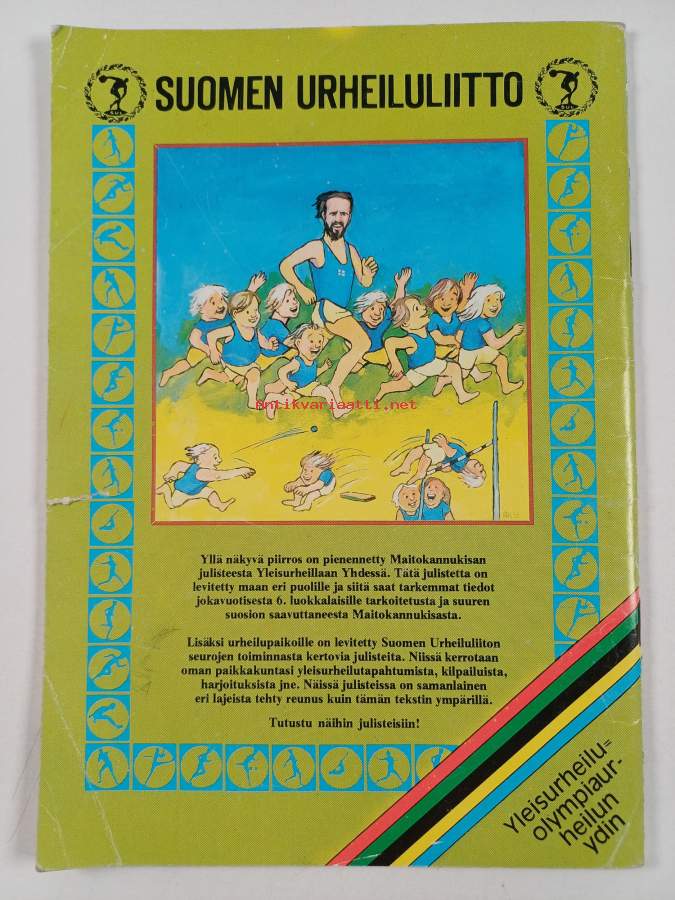 SUOMEN URHEILULIITTO
SUL
SUL
antikvariaatti.net
Yllä näkyvä piirros on pienennetty Maitokannukisan
julisteesta Yleisurheillaan Yhdessä. Tätä julistetta on
levitetty maan eri puolille ja siitä saat tarkemmat tiedot
jokavuotisesta 6. luokkalaisille tarkoitetusta ja suuren
suosion saavuttaneesta Maitokannukisasta.
Lisäksi urheilupaikoille on levitetty Suomen Urheiluliiton
seurojen toiminnasta kertovia julisteita. Niissä kerrotaan
oman paikkakuntasi yleisurheilutapahtumista, kilpailuista,
harjoituksista jne. Näissä julisteissa on samanlainen
eri lajeista tehty reunus kuin tämän tekstin ympärillä.
Tutustu näihin julisteisiin!
Yleisurheilu=
olympiaur-
heilun
ydin